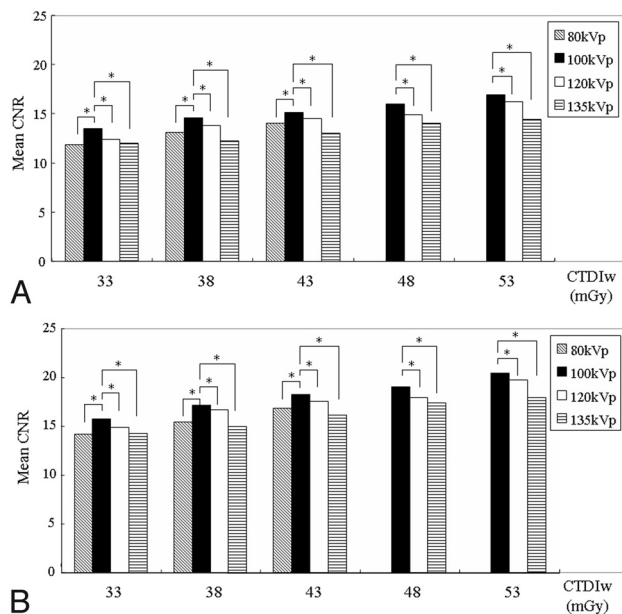 25
20
15
10
5
0
Mean CNR
80kVp
100kVp
120kVp
135kVp
* * *
* * *
* * *
* *
* *
33 38 43 48 53 CTDIw
(mGy)
A
25
20
15
10
5
0
Mean CNR
80kVp
100kVp
120kVp
135kVp
* * *
* * *
* * *
* *
* *
33 38 43 48 53 CTDIw
(mGy)
B